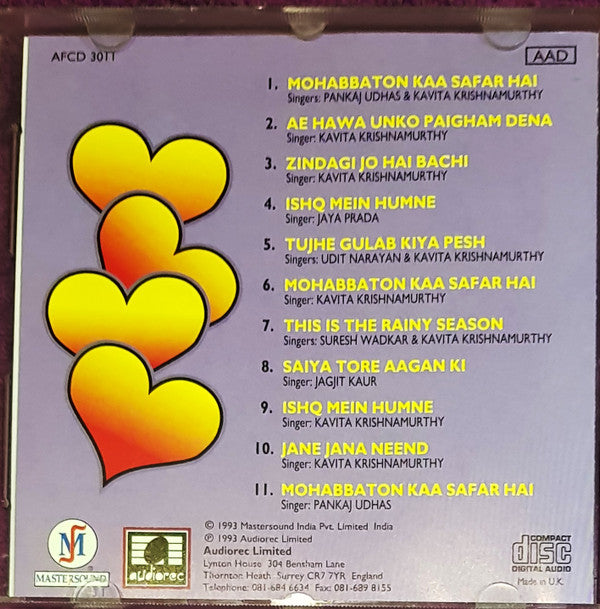 AFCD 3011
AAD
1. MOHABBATON KAA SAFAR HAI
Singers: PANKAJ UDHAS & KAVITA KRISHNAMURTHY
2. AE HAWA UNKO PAIGHAM DENA
Singer: KAVITA KRISHNAMURTHY
3. ZINDAGI JO HAI BACHI
Singer: KAVITA KRISHNAMURTHY
4. ISHQ MEIN HUMNE
Singer: JAYA PRADA
5. TUJHE GULAB KIYA PESH
Singers: UDIT NARAYAN & KAVITA KRISHNAMURTHY
6. MOHABBATON KAA SAFAR HAI
Singer: KAVITA KRISHNAMURTHY
7. THIS IS THE RAINY SEASON
Singers: SURESH WADKAR & KAVITA KRISHNAMURTHY
8. SAIYA TORE AAGAN KI
Singer: JAGJIT KAUR
9. ISHQ MEIN HUMNE
Singer: KAVITA KRISHNAMURTHY
10. JANE JANA NEEND
Singer: KAVITA KRISHNAMURTHY
11. MOHABBATON KAA SAFAR HAI
Singer: PANKAJ UDHAS
© 1993 Mastersound India Pvt. Limited India
℗ 1993 Audiorec Limited
Audiorec Limited
Lynton House 304 Bensham Lane
Thornton Heath Surrey CR7 7YR England
Telephone: 081-684 6634 Fax: 081-689 8155
MASTERSOUND
audiorec
COMPACT
disc
DIGITAL AUDIO
Made in U.K.